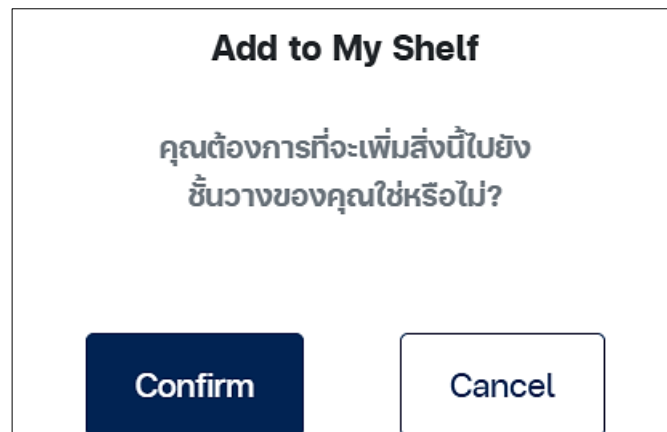 Add to My Shelf
คุณต้องการที่จะเพิ่มสิ่งนี้ไปยัง
ชั้นวางของคุณใช่หรือไม่?
Confirm
Cancel